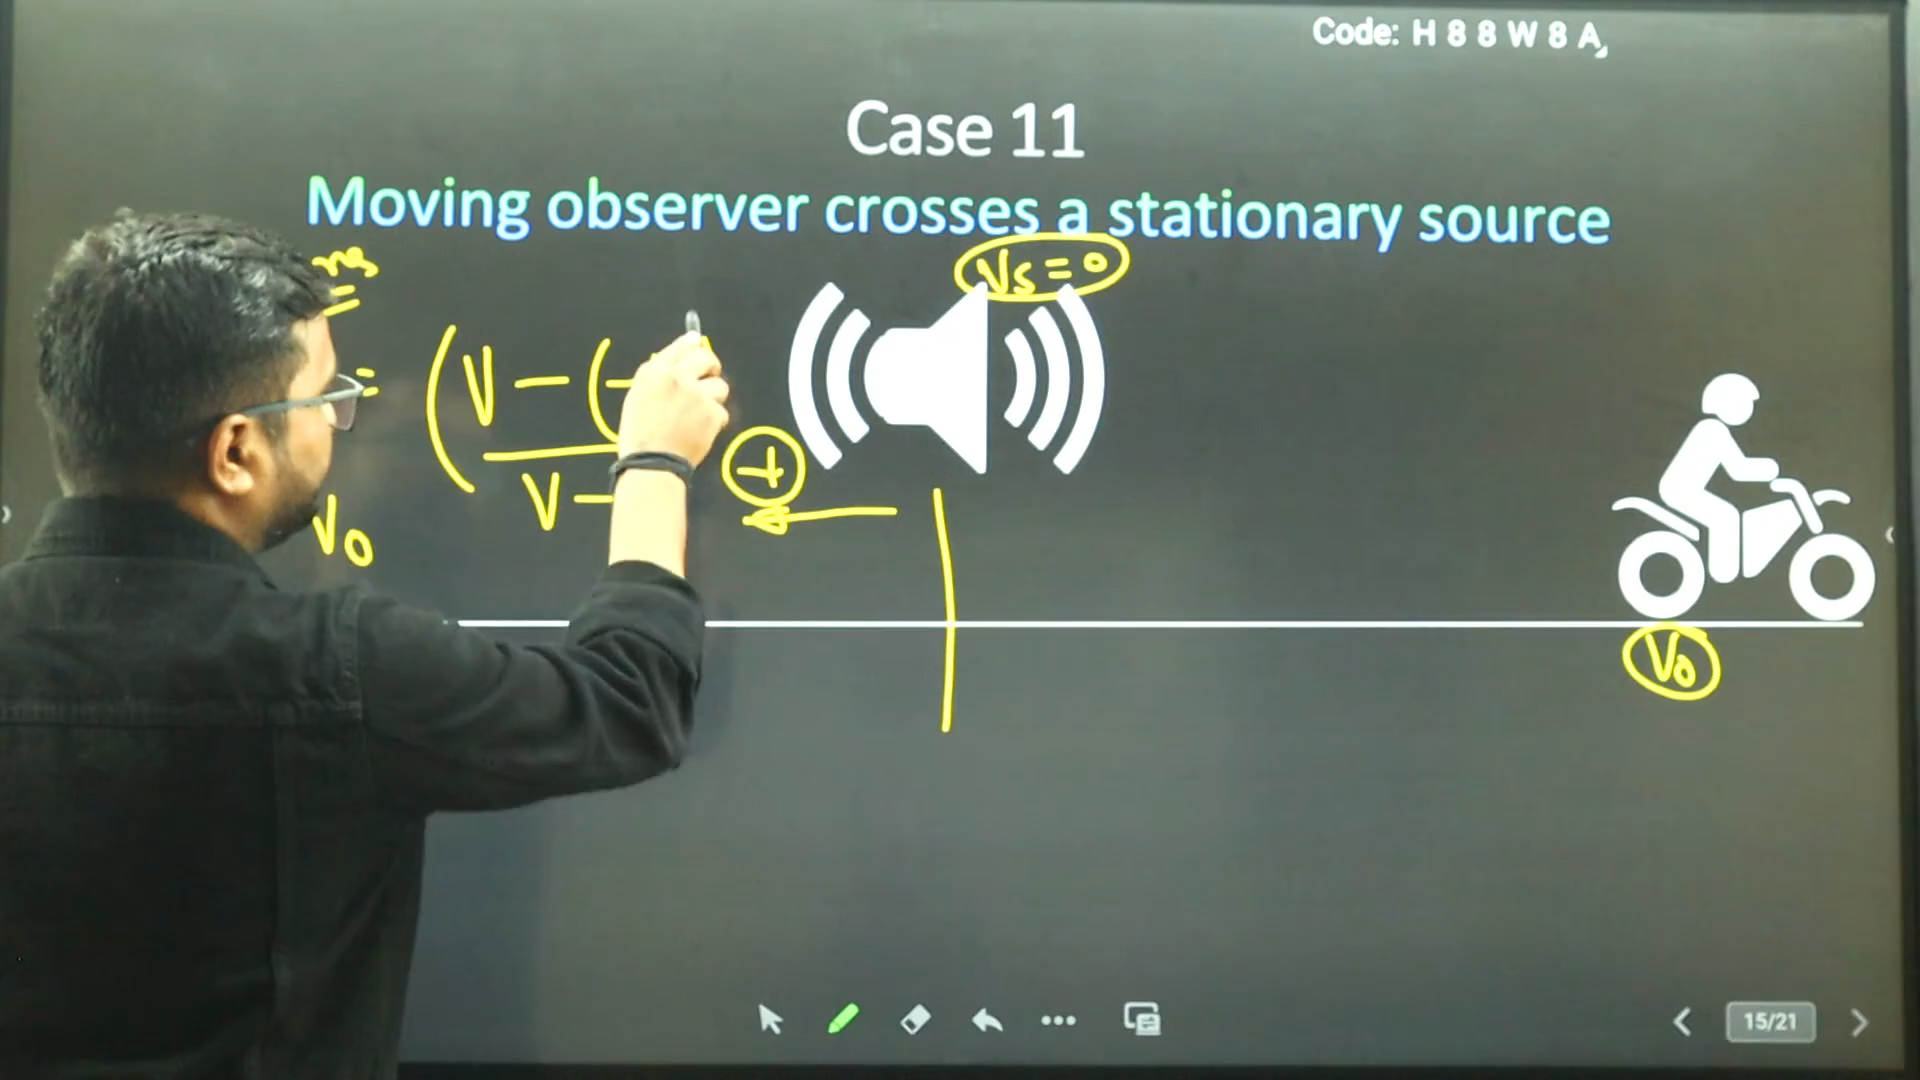 Code: H 8 8 W 8 A
Case 11
Moving observer crosses a stationary source
Vs = 0
= (V - (-
V -
+
V0
V0
15/21